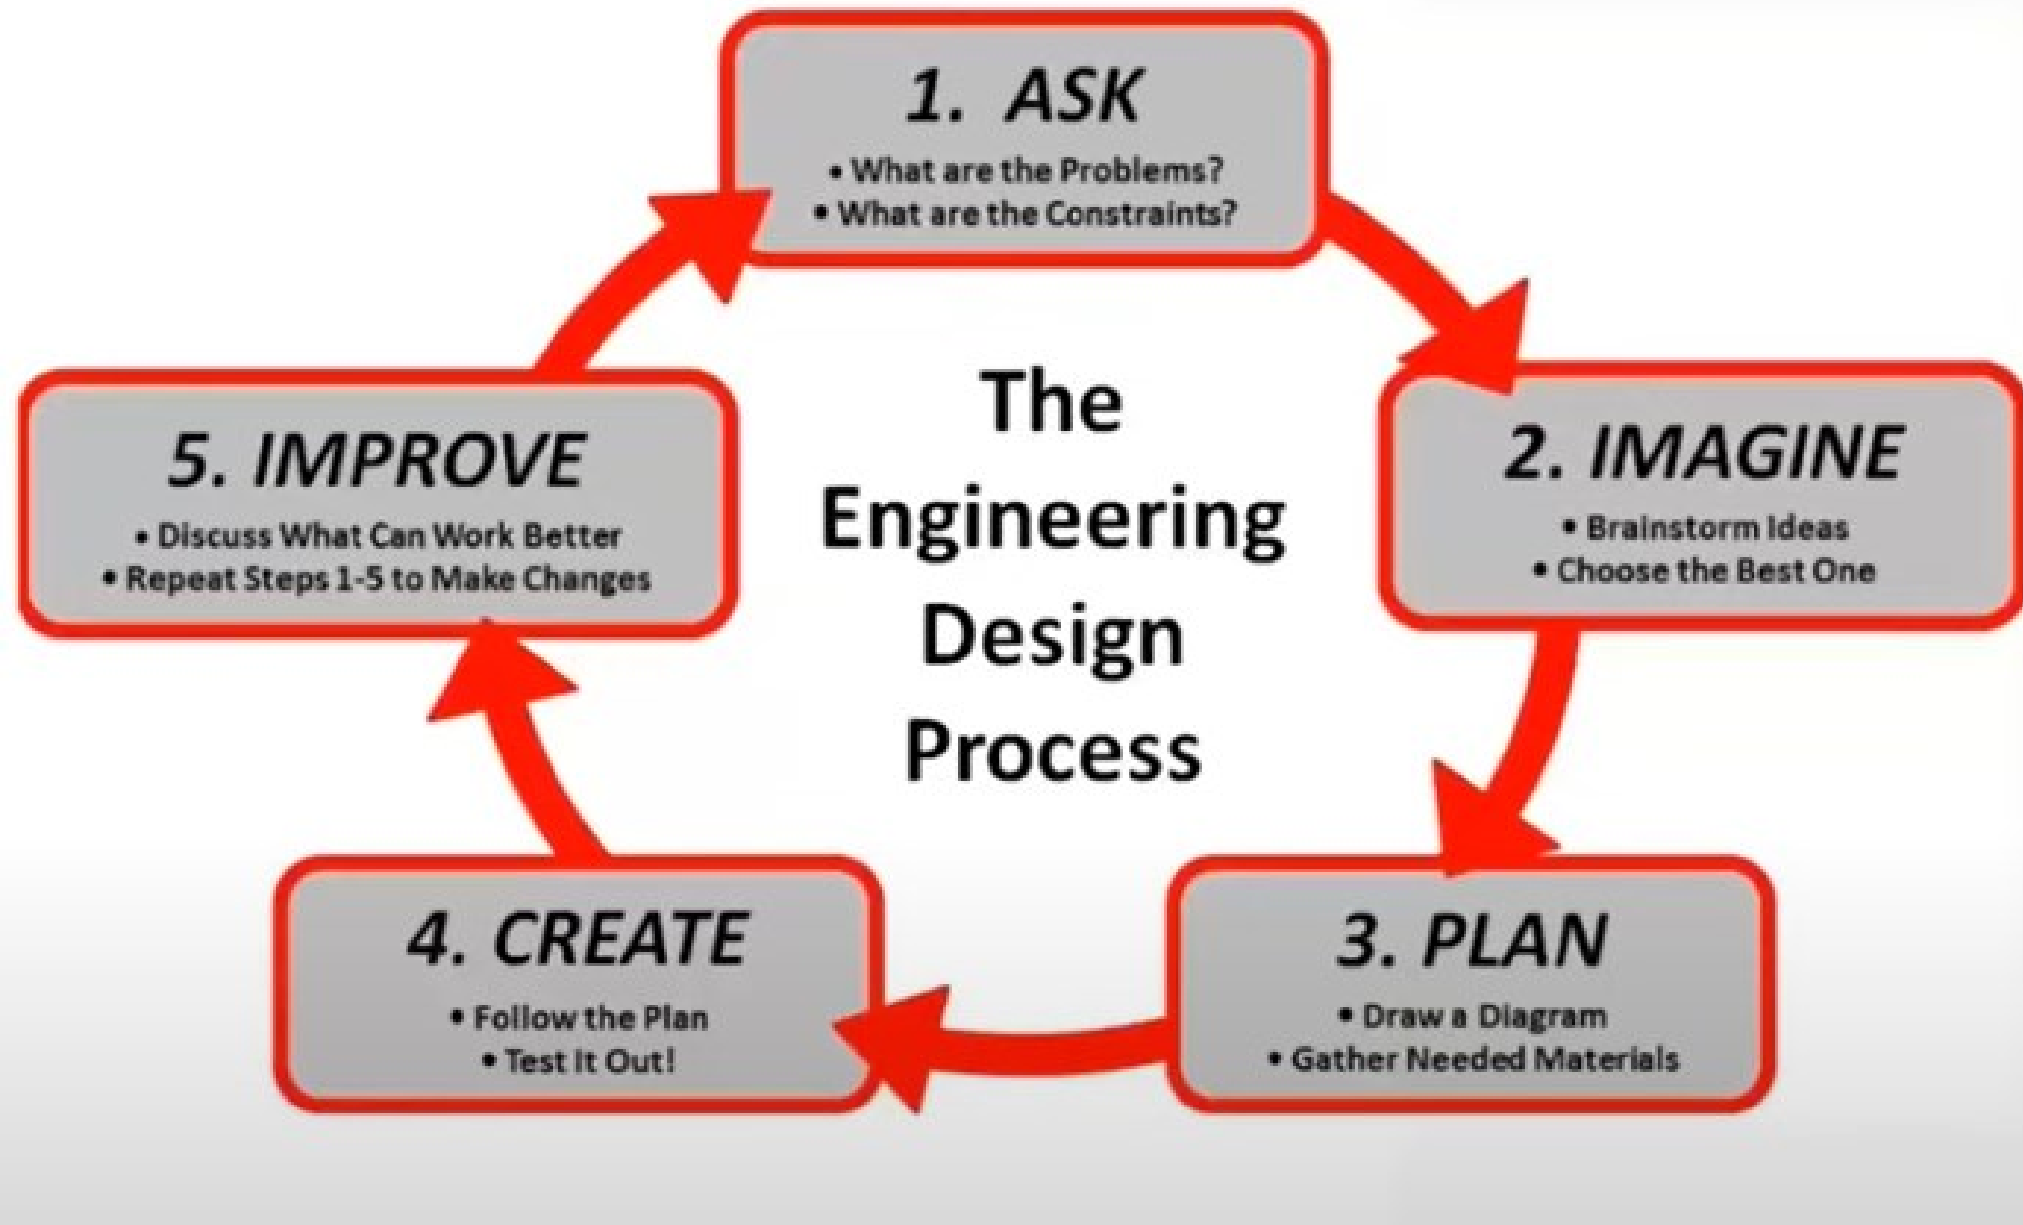 1. ASK
• What are the Problems?
• What are the Constraints?
The
Engineering
Design
Process
2. IMAGINE
• Brainstorm Ideas
• Choose the Best One
3. PLAN
• Draw a Diagram
• Gather Needed Materials
4. CREATE
• Follow the Plan
• Test It Out!
5. IMPROVE
• Discuss What Can Work Better
• Repeat Steps 1-5 to Make Changes